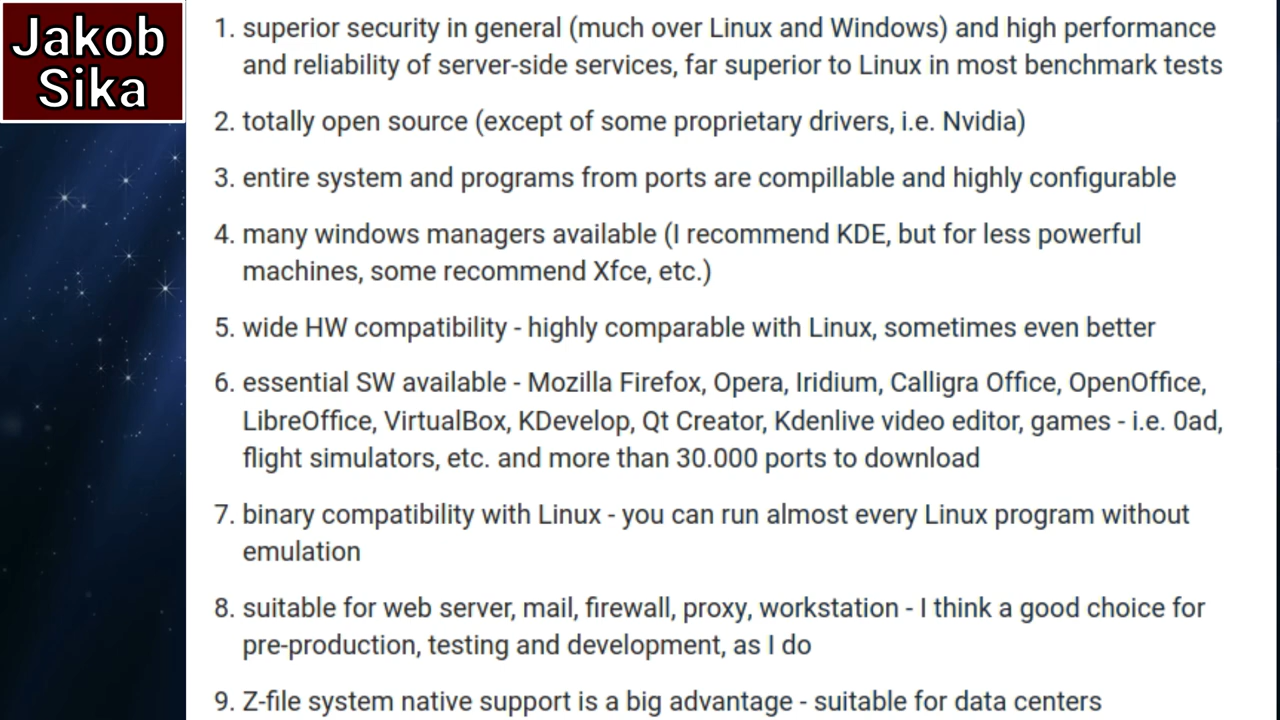 Jakob
Sika
1. superior security in general (much over Linux and Windows) and high performance
and reliability of server-side services, far superior to Linux in most benchmark tests
2. totally open source (except of some proprietary drivers, i.e. Nvidia)
3. entire system and programs from ports are compillable and highly configurable
4. many windows managers available (I recommend KDE, but for less powerful
machines, some recommend Xfce, etc.)
5. wide HW compatibility - highly comparable with Linux, sometimes even better
6. essential SW available - Mozilla Firefox, Opera, Iridium, Calligra Office, OpenOffice,
LibreOffice, VirtualBox, KDevelop, Qt Creator, Kdenlive video editor, games - i.e. 0ad,
flight simulators, etc. and more than 30.000 ports to download
7. binary compatibility with Linux - you can run almost every Linux program without
emulation
8. suitable for web server, mail, firewall, proxy, workstation - I think a good choice for
pre-production, testing and development, as I do
9. Z-file system native support is a big advantage - suitable for data centers